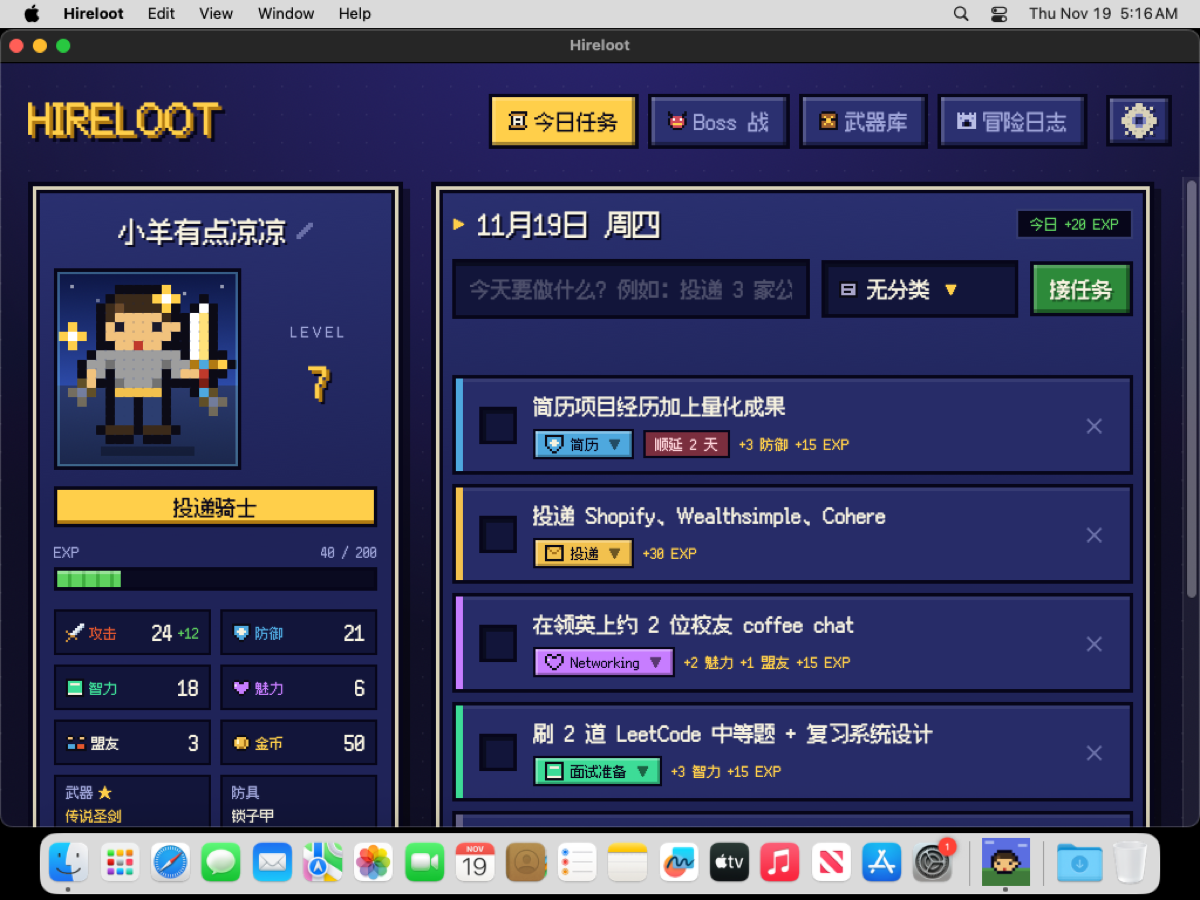 Hireloot Edit View Window Help Thu Nov 19 5:16 AM
Hireloot
HIRELOOT
今日任务 Boss 战 武器库 冒险日志
小羊有点凉凉
LEVEL
7
投递骑士
EXP 40 / 200
攻击 24 +12 防御 21
智力 18 魅力 6
盟友 3 金币 50
武器 防具
传说圣剑 锁子甲
11月19日 周四 今日 +20 EXP
今天要做什么? 例如: 投递 3 家公 无分类 接任务
简历项目经历加上量化成果
简历 顺延 2 天 +3 防御 +15 EXP
投递 Shopify、Wealthsimple、Cohere
投递 +30 EXP
在领英上约 2 位校友 coffee chat
Networking +2 魅力 +1 盟友 +15 EXP
刷 2 道 LeetCode 中等题 + 复习系统设计
面试准备 +3 智力 +15 EXP
NOV
19
tv
1